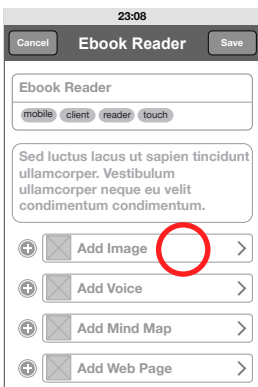 23:08
Cancel Ebook Reader Save
Ebook Reader
mobile client reader touch
Sed luctus lacus ut sapien tincidunt
ullamcorper. Vestibulum
ullamcorper neque eu velit
condimentum condimentum.
Add Image
Add Voice
Add Mind Map
Add Web Page